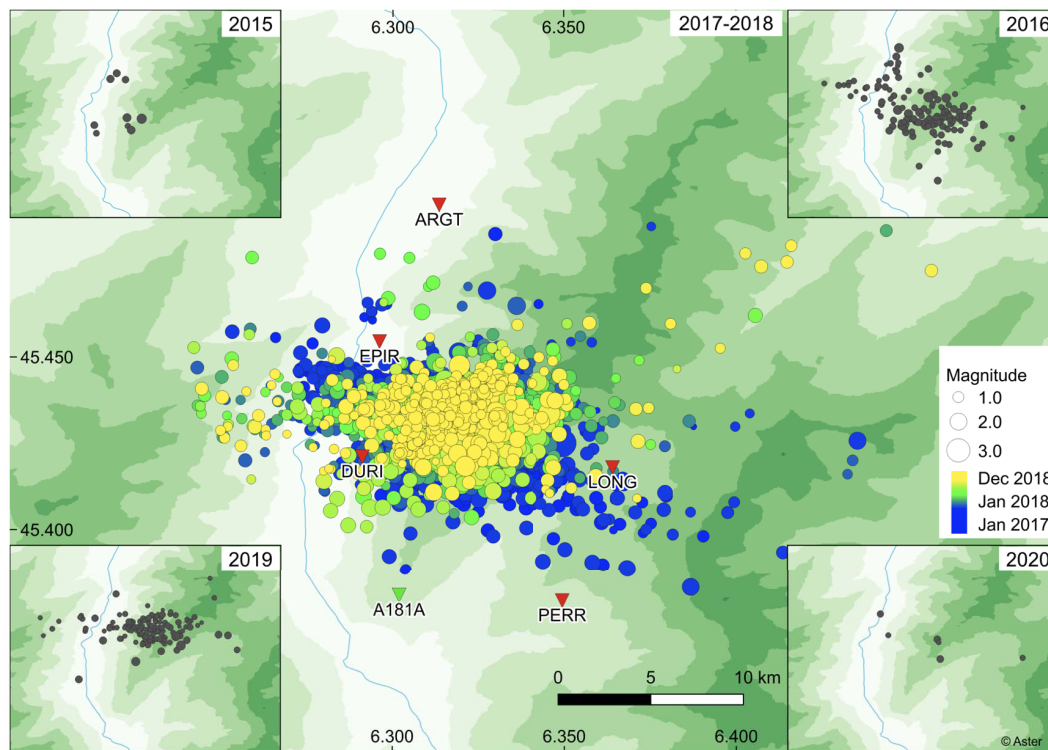 2015
6.300
6.350
2017-2018
2016
ARGT
45.450
EPIR
Magnitude
1.0
2.0
3.0
DURI
LONG
Dec 2018
Jan 2018
Jan 2017
45.400
2019
A181A
PERR
2020
0
5
10 km
6.300
6.350
6.400
© Aster